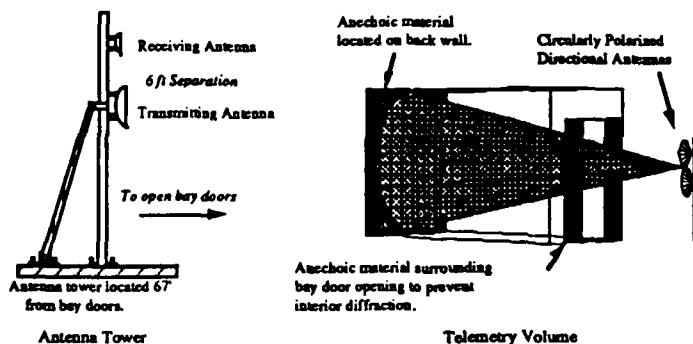 Receiving Antenna
6 ft Separation
Transmitting Antenna
To open bay doors
Antenna tower located 67'
from bay doors.
Antenna Tower
Anechoic material
located on back wall.
Circularly Polarized
Directional Antennas
Anechoic material surrounding
bay door opening to prevent
interior diffraction.
Telemetry Volume